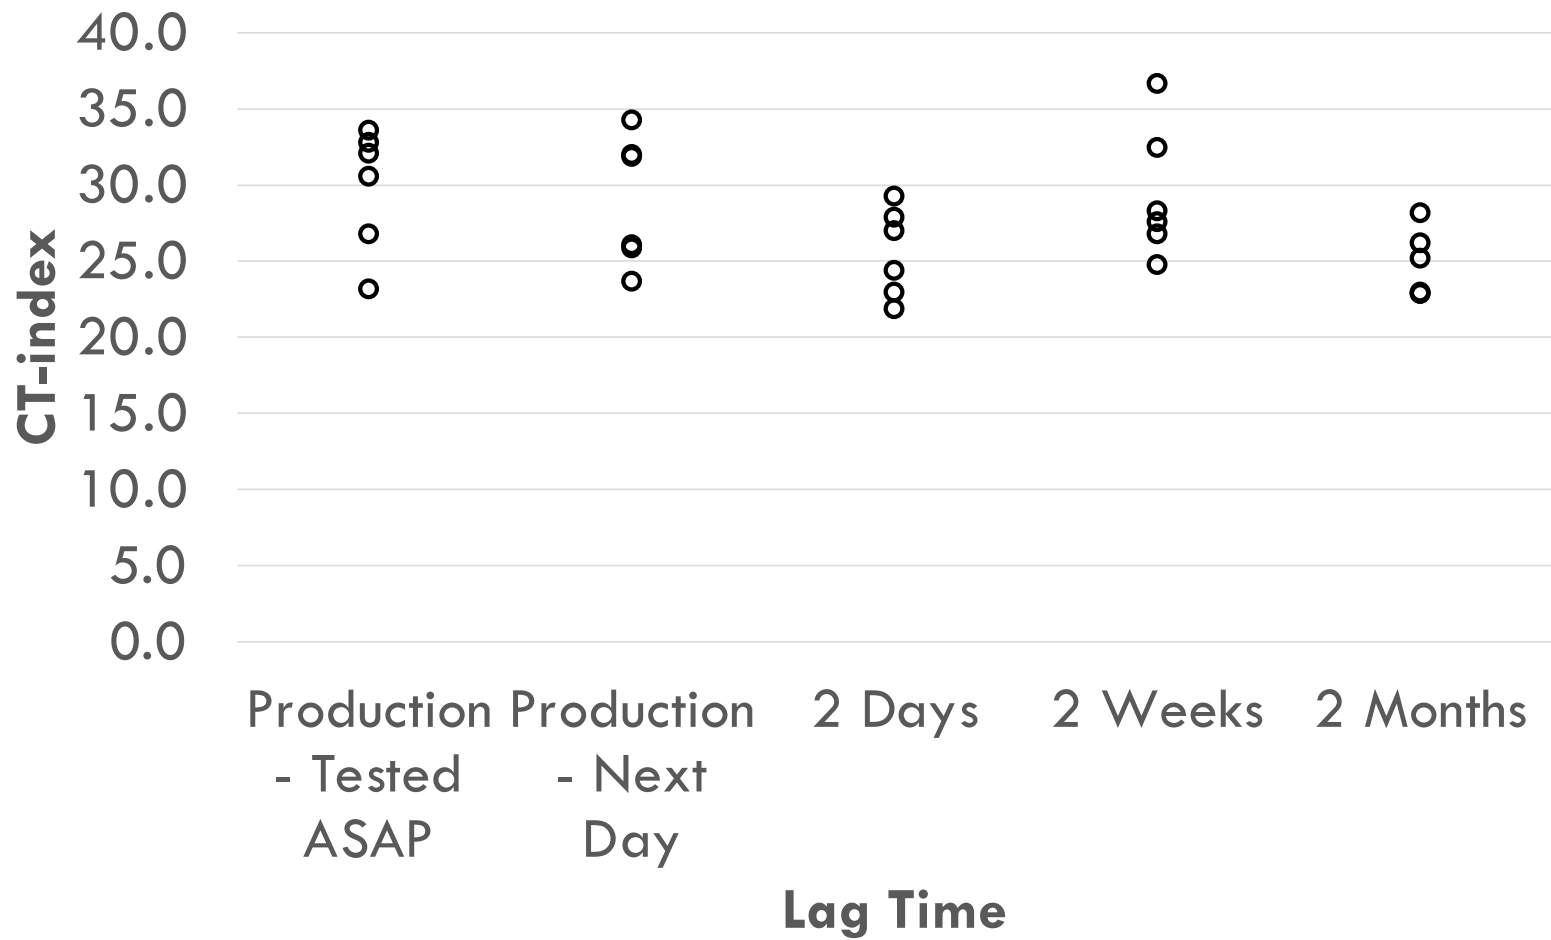 40.0
35.0
30.0
25.0
20.0
15.0
10.0
5.0
0.0
CT-index
Production - Tested ASAP
Production - Next Day
2 Days
2 Weeks
2 Months
Lag Time